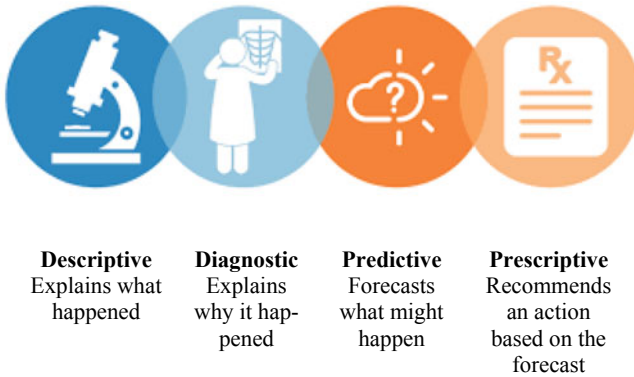 ?
Rx
Descriptive
Explains what
happened
Diagnostic
Explains
why it hap-
pened
Predictive
Forecasts
what might
happen
Prescriptive
Recommends
an action
based on the
forecast